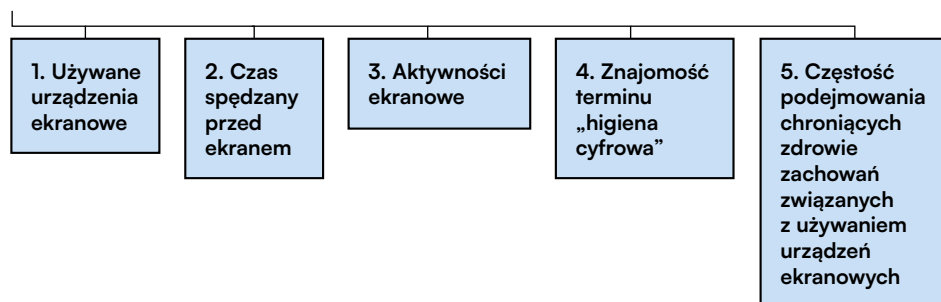 1. Używane
urządzenia
ekranowe
2. Czas
spędzany
przed
ekranem
3. Aktywności
ekranowe
4. Znajomość
terminu
„higiena
cyfrowa”
5. Częstość
podejmowania
chroniących
zdrowie
zachowań
związanych
z używaniem
urządzeń
ekranowych